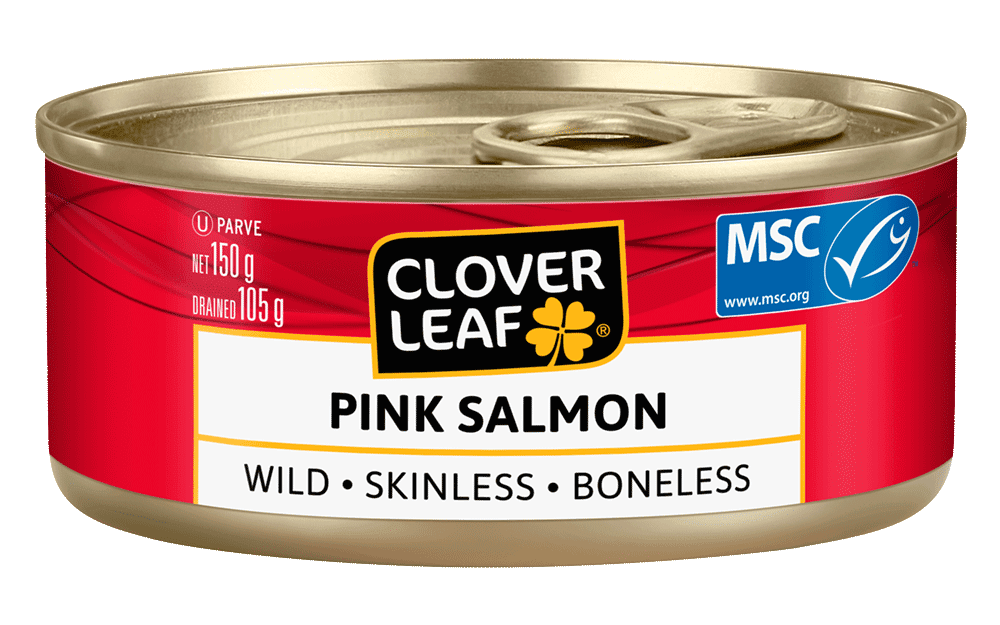 Ⓤ PARVE
NET 150 g
DRAINED 105 g
CLOVER
LEAF®
MSC
www.msc.org
PINK SALMON
WILD • SKINLESS • BONELESS